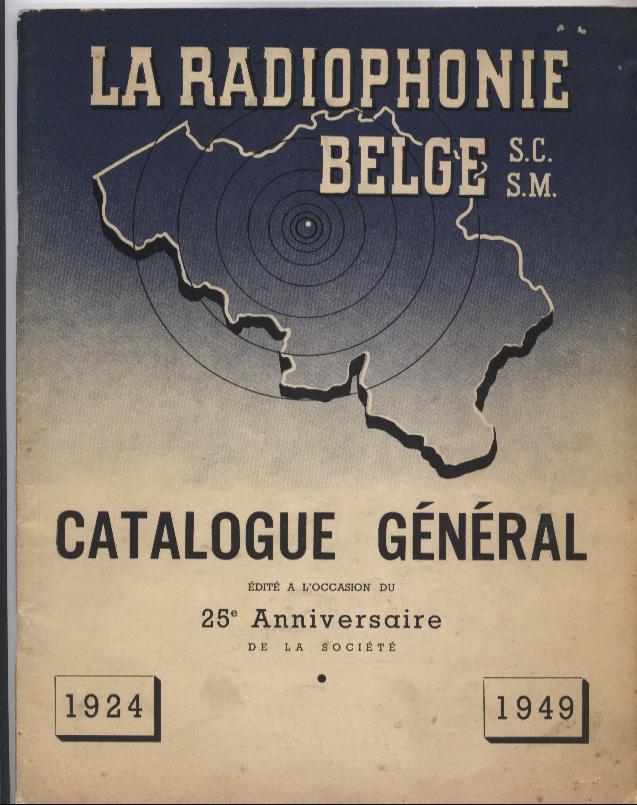 LA RADIOPHONIE
BELGE S.C.
S.M.
CATALOGUE GÉNÉRAL
ÉDITÉ A L'OCCASION DU
25e Anniversaire
DE LA SOCIÉTÉ
1924
1949